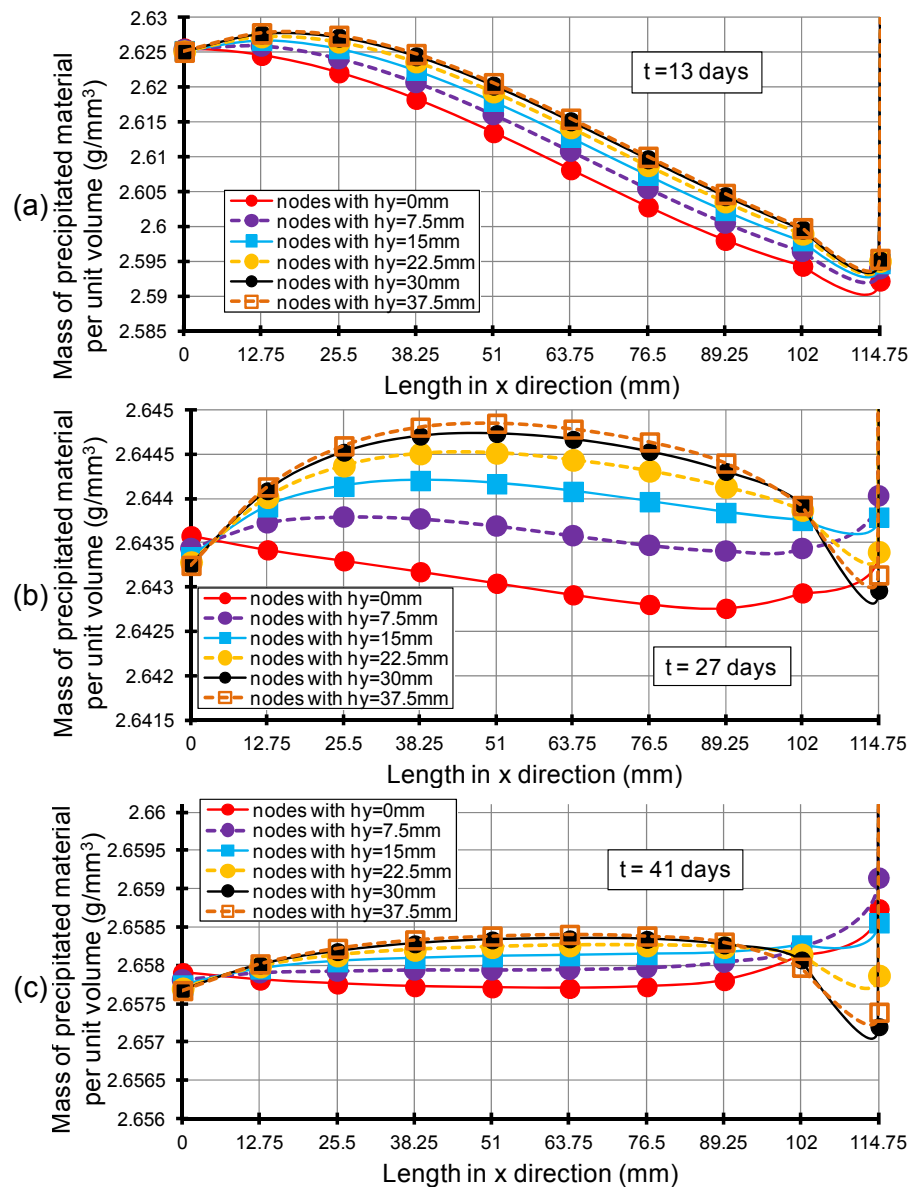 (a)
Mass of precipitated material
per unit volume (g/mm³)
2.63
2.625
2.62
2.615
2.61
2.605
2.6
2.595
2.59
2.585
t =13 days
nodes with hy=0mm
nodes with hy=7.5mm
nodes with hy=15mm
nodes with hy=22.5mm
nodes with hy=30mm
nodes with hy=37.5mm
0 12.75 25.5 38.25 51 63.75 76.5 89.25 102 114.75
Length in x direction (mm)
(b)
Mass of precipitated material
per unit volume (g/mm³)
2.645
2.6445
2.644
2.6435
2.643
2.6425
2.642
2.6415
nodes with hy=0mm
nodes with hy=7.5mm
nodes with hy=15mm
nodes with hy=22.5mm
nodes with hy=30mm
nodes with hy=37.5mm
t = 27 days
0 12.75 25.5 38.25 51 63.75 76.5 89.25 102 114.75
Length in x direction (mm)
(c)
Mass of precipitated material
per unit volume (g/mm³)
2.66
2.6595
2.659
2.6585
2.658
2.6575
2.657
2.6565
2.656
nodes with hy=0mm
nodes with hy=7.5mm
nodes with hy=15mm
nodes with hy=22.5mm
nodes with hy=30mm
nodes with hy=37.5mm
t = 41 days
0 12.75 25.5 38.25 51 63.75 76.5 89.25 102 114.75
Length in x direction (mm)